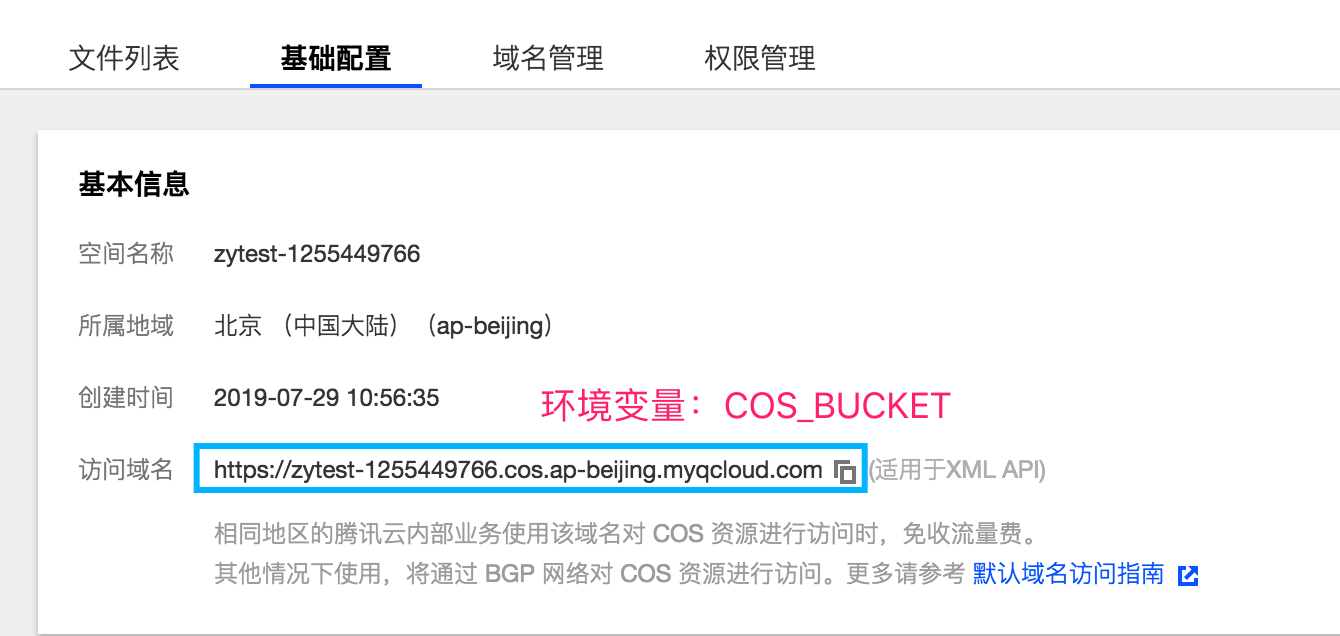 文件列表 基础配置 域名管理 权限管理
基本信息
空间名称 zytest-1255449766
所属地域 北京 （中国大陆）（ap-beijing）
创建时间 2019-07-29 10:56:35 环境变量：COS_BUCKET
访问域名 https://zytest-1255449766.cos.ap-beijing.myqcloud.com (适用于XML API)
相同地区的腾讯云内部业务使用该域名对 COS 资源进行访问时，免收流量费。
其他情况下使用，将通过 BGP 网络对 COS 资源进行访问。更多请参考 默认域名访问指南